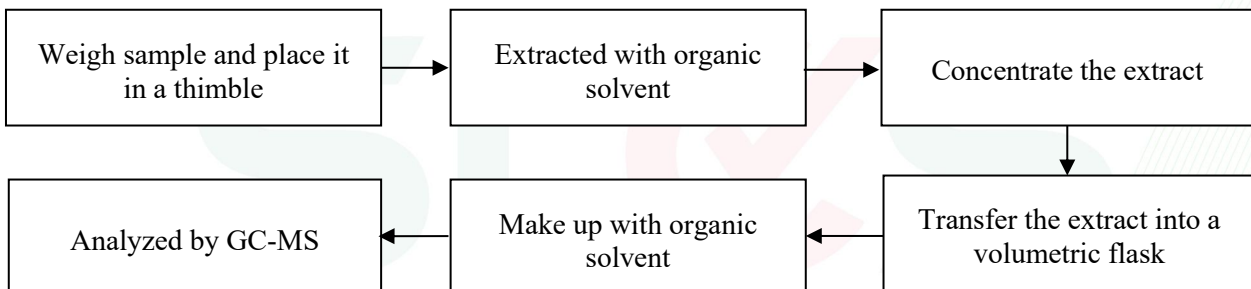 Weigh sample and place it
in a thimble
Extracted with organic
solvent
Concentrate the extract
Transfer the extract into a
volumetric flask
Make up with organic
solvent
Analyzed by GC-MS